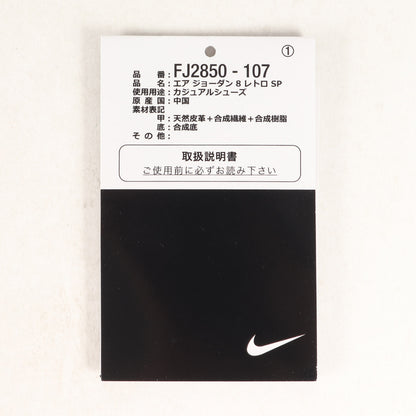 ①
品番:FJ2850 - 107
品名:エア ジョーダン 8 レトロ SP
使用用途:カジュアルシューズ
原産国:中国
素材表記
甲:天然皮革＋合成繊維＋合成樹脂
底:合成底
その他:
取扱説明書
ご使用前に必ずお読み下さい